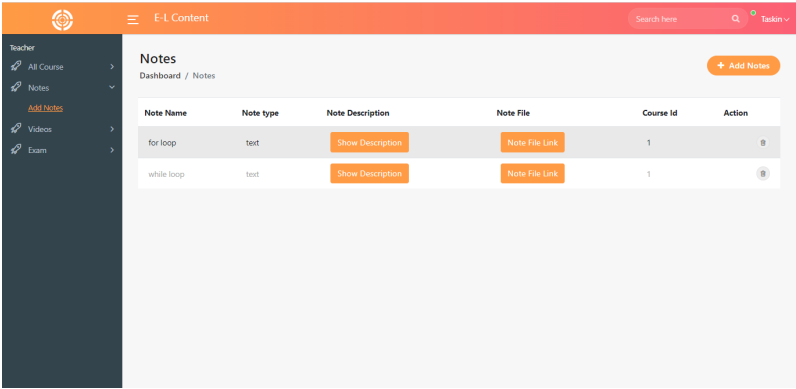 E-L Content
Search here
Taskin
Teacher
All Course
Notes
Add Notes
Videos
Exam
Notes
Dashboard / Notes
+ Add Notes
Note Name Note type Note Description Note File Course Id Action
for loop text Show Description Note File Link 1
while loop text Show Description Note File Link 1